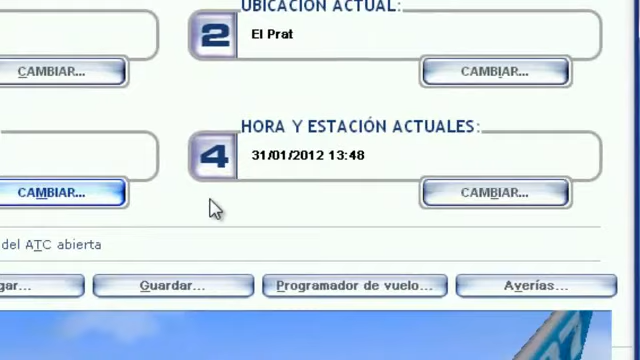 UBICACIÓN ACTUAL:
2 El Prat
CAMBIAR... CAMBIAR...
HORA Y ESTACIÓN ACTUALES:
4 31/01/2012 13:48
CAMBIAR... CAMBIAR...
del ATC abierta
gar... Guardar... Programador de vuelo... Averías...